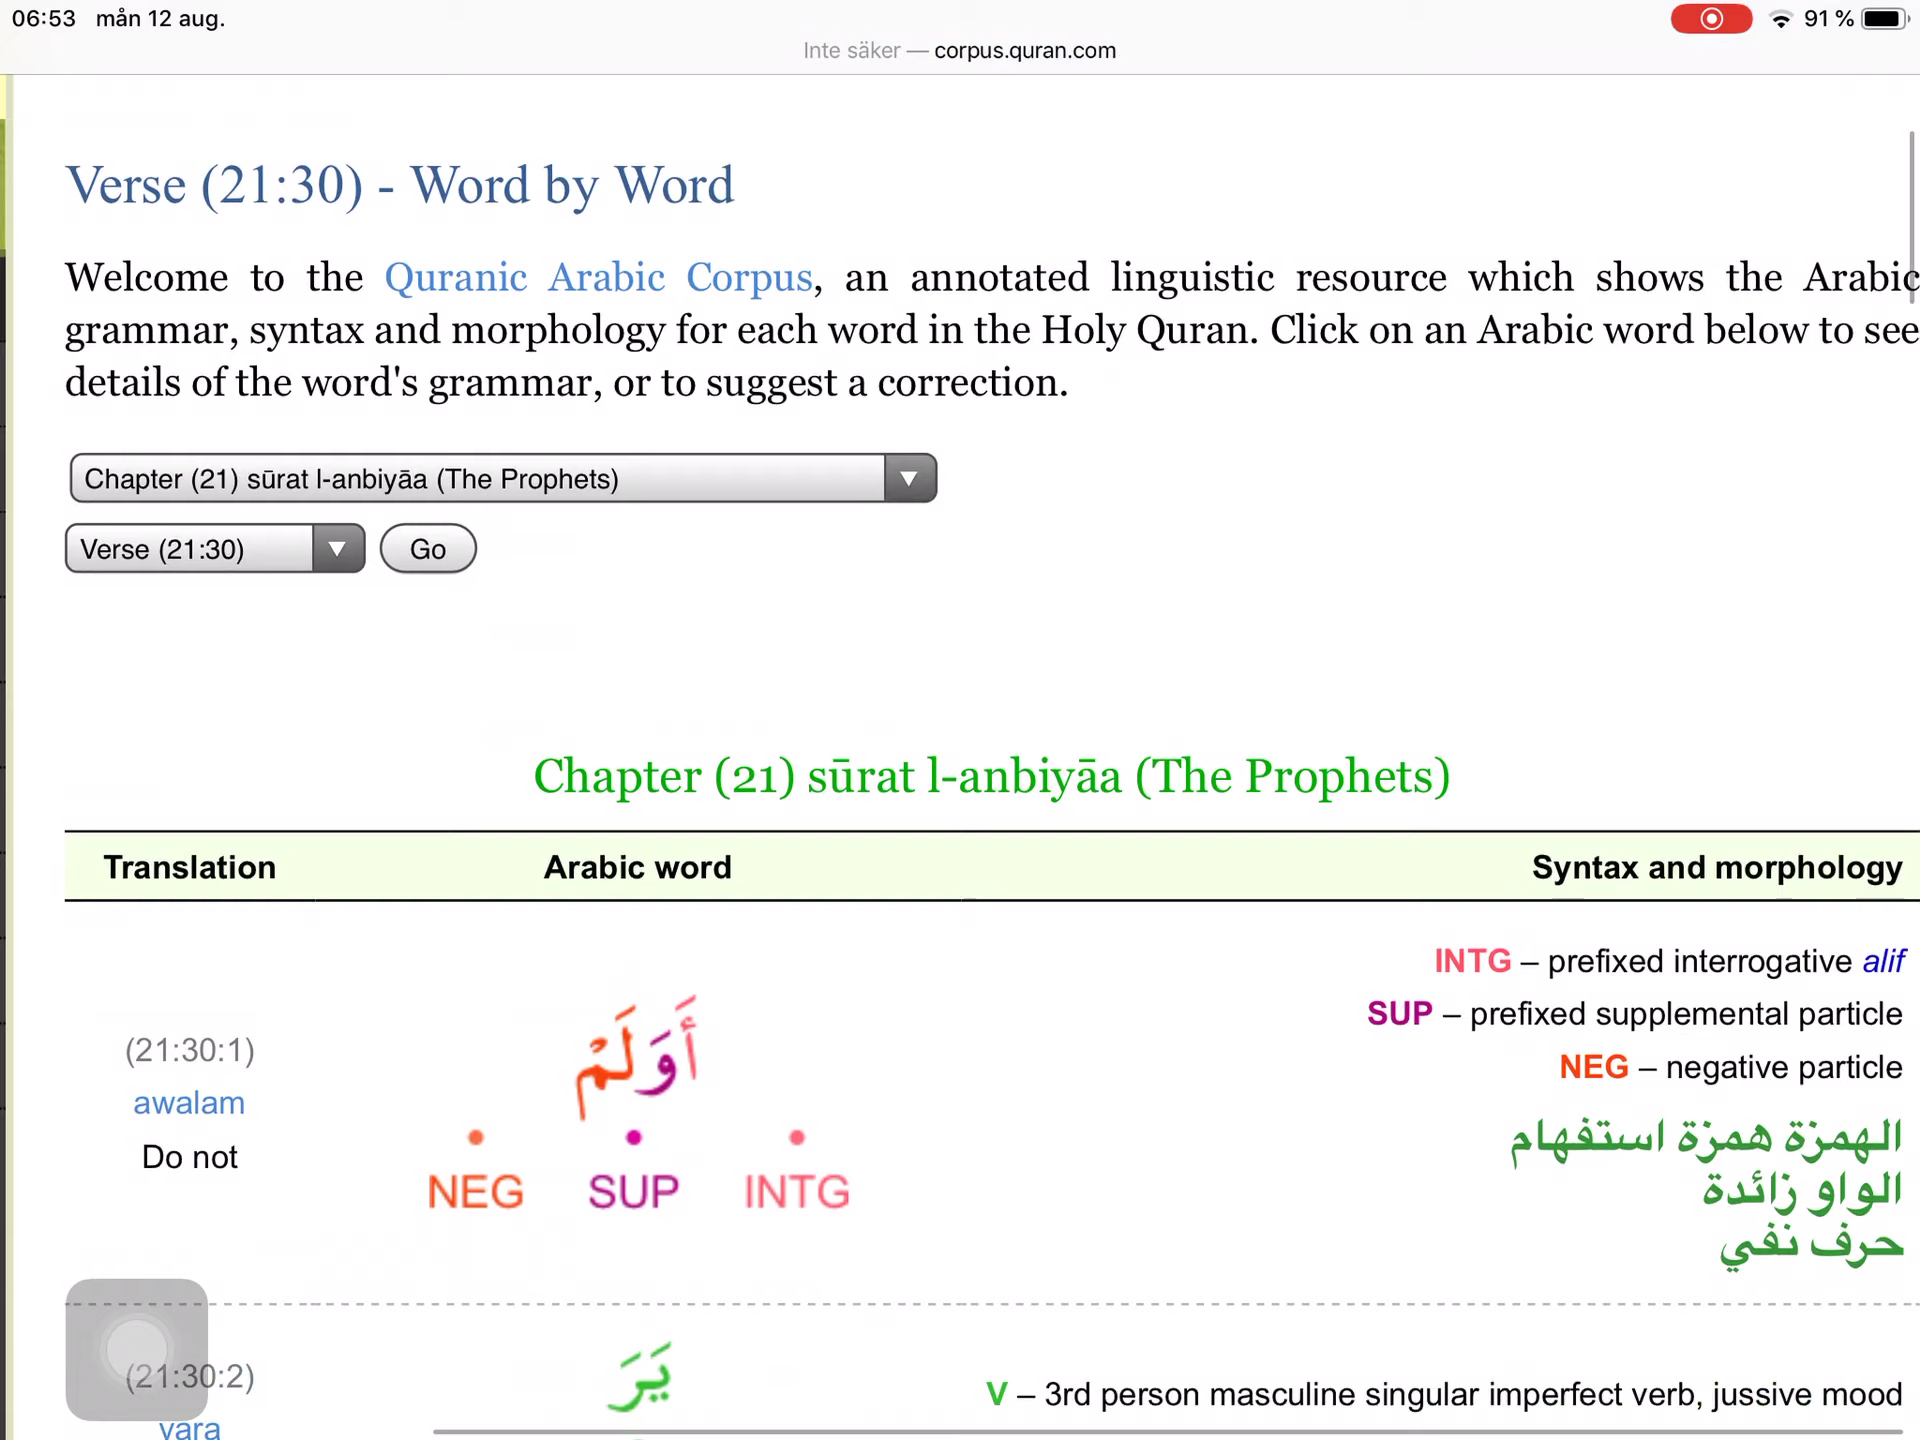 06:53 mån 12 aug.
91 %
Inte säker — corpus.quran.com
Verse (21:30) - Word by Word
Welcome to the Quranic Arabic Corpus, an annotated linguistic resource which shows the Arabic
grammar, syntax and morphology for each word in the Holy Quran. Click on an Arabic word below to see
details of the word's grammar, or to suggest a correction.
Chapter (21) sūrat l-anbiyāa (The Prophets)
Verse (21:30) Go
Chapter (21) sūrat l-anbiyāa (The Prophets)
Translation Arabic word Syntax and morphology
(21:30:1)
awalam
Do not
أَوَلَمْ
NEG SUP INTG
INTG – prefixed interrogative alif
SUP – prefixed supplemental particle
NEG – negative particle
الهمزة همزة استفهام
الواو زائدة
حرف نفي
(21:30:2)
yara
يَرَ
V – 3rd person masculine singular imperfect verb, jussive mood